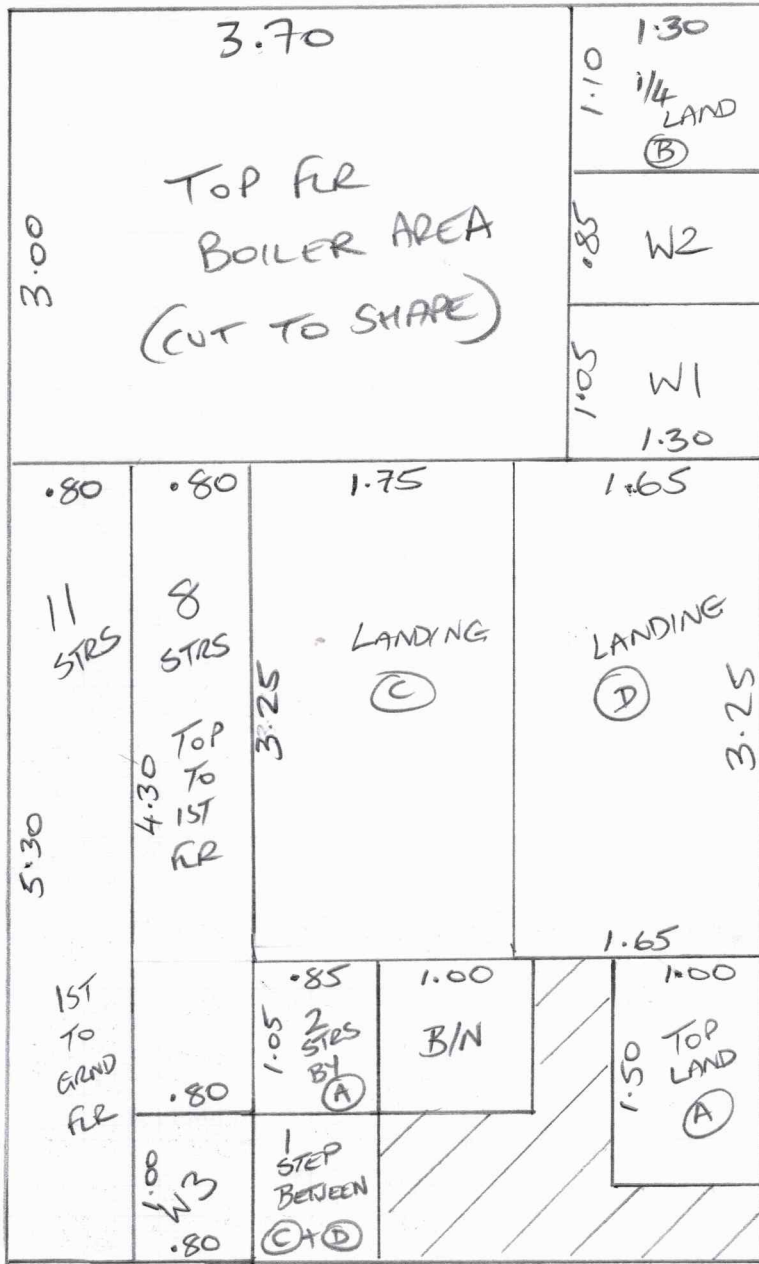 3.70
TOP FLR
BOILER AREA
(CUT TO SHAPE)
3.00
1.30
1.10
1/4
LAND
B
.85
W2
1.05
W1
1.30
.80
11
STRS
5.30
1ST
TO
GRND
FLR
.80
8
STRS
4.30
TOP
TO
1ST
FLR
.80
1.75
LANDING
C
3.25
1.65
LANDING
D
3.25
1.65
.85
1.05
2
STRS
BY
A
1.00
B/N
1.00
1.50
TOP
LAND
A
1.00
W3
.80
1
STEP
BETWEEN
C + D